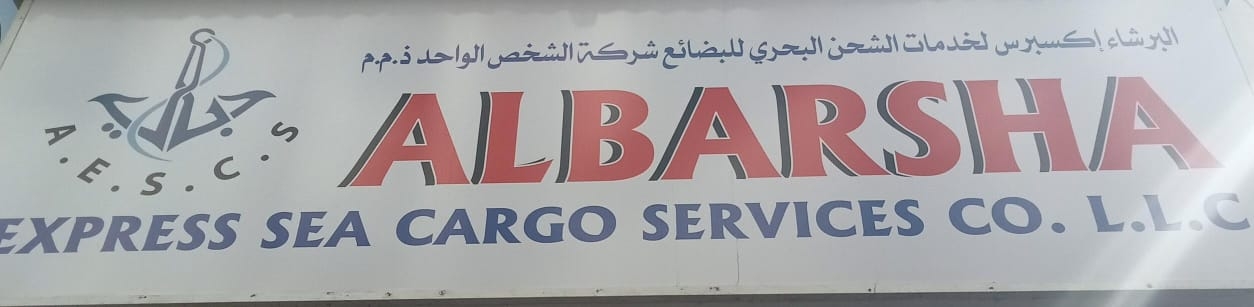 البرشاء إكسبرس لخدمات الشحن البحري للبضائع شركة الشخص الواحد ذ.م.م
ALBARSHA
A.E.S.C.S
EXPRESS SEA CARGO SERVICES CO. L.L.C